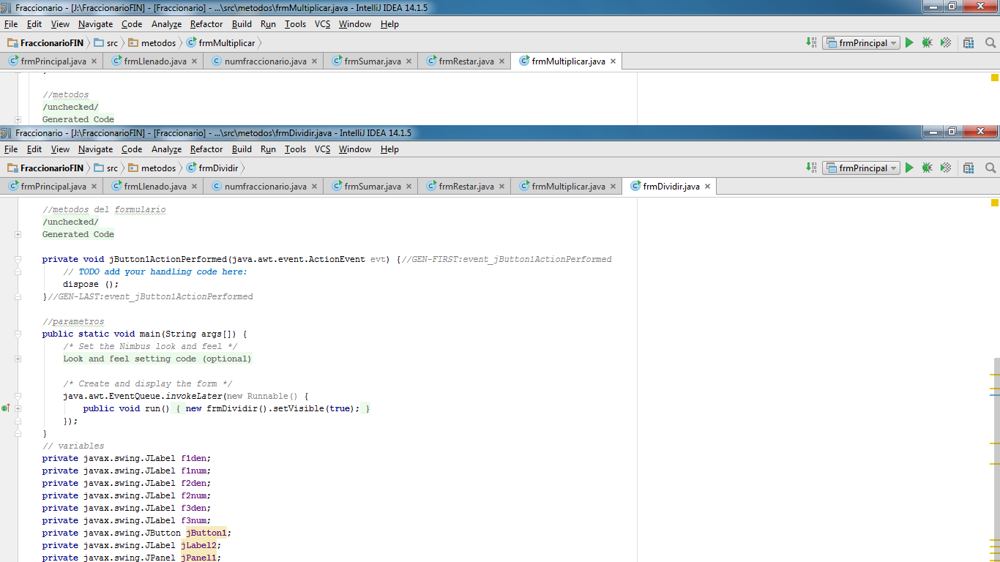 Fraccionario - [J:\FraccionarioFIN] - [Fraccionario] - ...\src\metodos\frmMultiplicar.java - IntelliJ IDEA 14.1.5
File Edit View Navigate Code Analyze Refactor Build Run Tools VCS Window Help
FraccionarioFIN src metodos frmMultiplicar frmPrincipal
frmPrincipal.java frmLlenado.java numfraccionario.java frmSumar.java frmRestar.java frmMultiplicar.java
//metodos
/unchecked/
Generated Code
Fraccionario - [J:\FraccionarioFIN] - [Fraccionario] - ...\src\metodos\frmDividir.java - IntelliJ IDEA 14.1.5
File Edit View Navigate Code Analyze Refactor Build Run Tools VCS Window Help
FraccionarioFIN src metodos frmDividir frmPrincipal
frmPrincipal.java frmLlenado.java numfraccionario.java frmSumar.java frmRestar.java frmMultiplicar.java frmDividir.java
//metodos del formulario
/unchecked/
Generated Code
private void jButton1ActionPerformed(java.awt.event.ActionEvent evt) {//GEN-FIRST:event_jButton1ActionPerformed
// TODO add your handling code here:
dispose ();
}//GEN-LAST:event_jButton1ActionPerformed
//parametros
public static void main(String args[]) {
/* Set the Nimbus look and feel */
Look and feel setting code (optional)
/* Create and display the form */
java.awt.EventQueue.invokeLater(new Runnable() {
public void run() { new frmDividir().setVisible(true); }
});
}
// variables
private javax.swing.JLabel f1den;
private javax.swing.JLabel f1num;
private javax.swing.JLabel f2den;
private javax.swing.JLabel f2num;
private javax.swing.JLabel f3den;
private javax.swing.JLabel f3num;
private javax.swing.JButton jButton1;
private javax.swing.JLabel jLabel2;
private javax.swing.JPanel jPanel1;